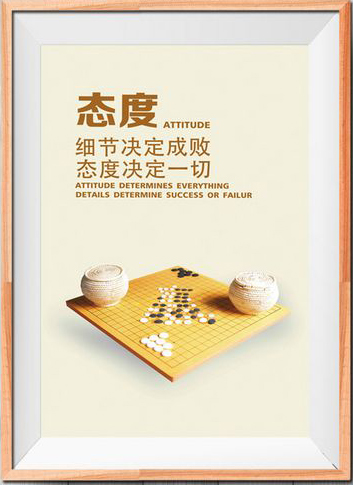 态度 ATTITUDE
细节决定成败
态度决定一切
ATTITUDE DETERMINES EVERYTHING
DETAILS DETERMINE SUCCESS OR FAILUR